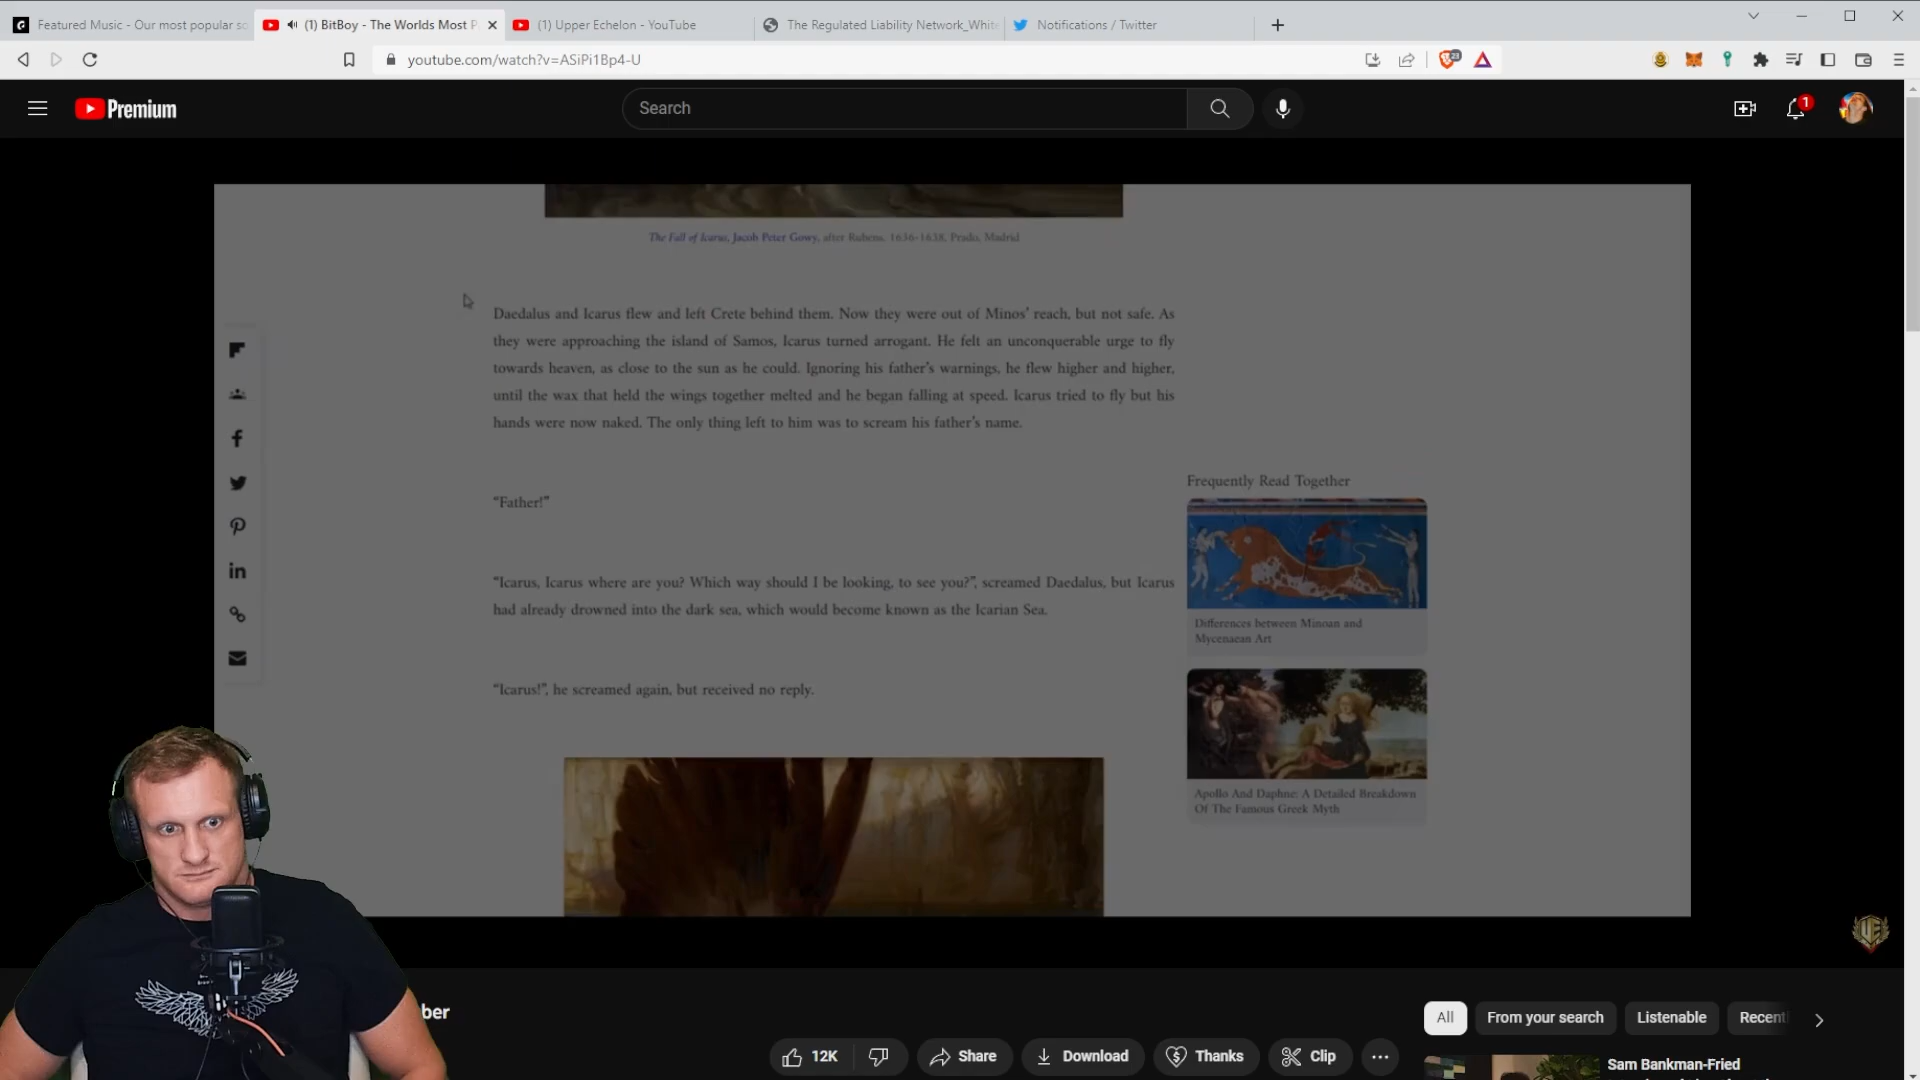 Featured Music - Our most popular so
(1) BitBoy - The Worlds Most P
(1) Upper Echelon - YouTube
The Regulated Liability Network_White
Notifications / Twitter
youtube.com/watch?v=ASiPi1Bp4-U
23
Premium
Search
1
The Fall of Icarus, Jacob Peter Gowy, after Rubens, 1636-1638, Prado, Madrid
Daedalus and Icarus flew and left Crete behind them. Now they were out of Minos’ reach, but not safe. As
they were approaching the island of Samos, Icarus turned arrogant. He felt an unconquerable urge to fly
towards heaven, as close to the sun as he could. Ignoring his father’s warnings, he flew higher and higher,
until the wax that held the wings together melted and he began falling at speed. Icarus tried to fly but his
hands were now naked. The only thing left to him was to scream his father’s name.
Frequently Read Together
“Father!”
“Icarus, Icarus where are you? Which way should I be looking, to see you?”, screamed Daedalus, but Icarus
had already drowned into the dark sea, which would become known as the Icarian Sea.
Differences between Minoan and
Mycenaean Art
“Icarus!”, he screamed again, but received no reply.
Apollo And Daphne: A Detailed Breakdown
Of The Famous Greek Myth
UE
ber
All
From your search
Listenable
Recent
12K
Share
Download
Thanks
Clip
Sam Bankman-Fried